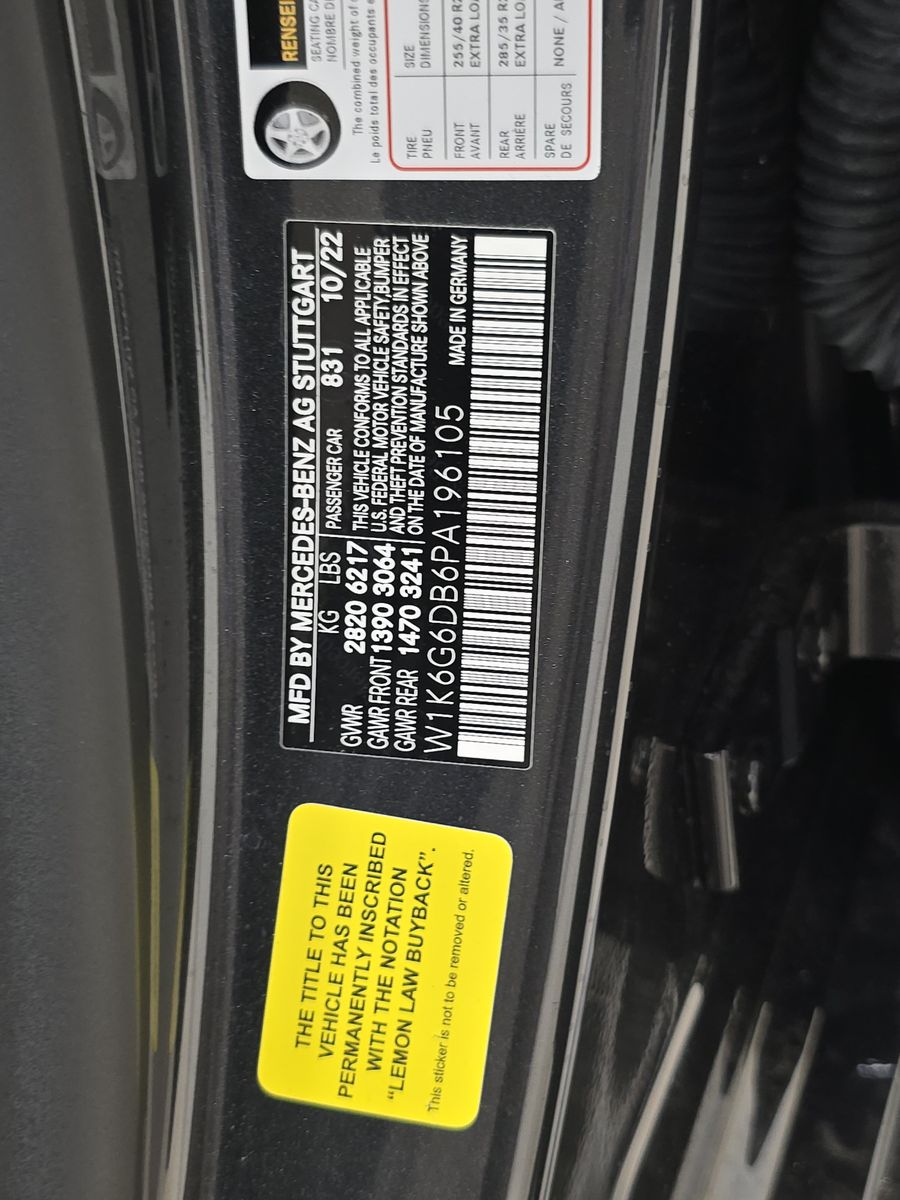 THE TITLE TO THIS
VEHICLE HAS BEEN
PERMANENTLY INSCRIBED
WITH THE NOTATION
“LEMON LAW BUYBACK”.
This sticker is not to be removed or altered.
MFD BY MERCEDES-BENZ AG STUTTGART
KG LBS PASSENGER CAR 831 10/22
GVWR 2820 6217
GAWR FRONT 1390 3064
GAWR REAR 1470 3241
THIS VEHICLE CONFORMS TO ALL APPLICABLE
U.S. FEDERAL MOTOR VEHICLE SAFETY,BUMPER
AND THEFT PREVENTION STANDARDS IN EFFECT
ON THE DATE OF MANUFACTURE SHOWN ABOVE
W1K6G6DB6PA196105 MADE IN GERMANY
SEATING
NOMBRE
The combined weight of
Le poids total des occupants
TIRE SIZE
PNEU DIMENSIONS
FRONT 255/40
AVANT EXTRA
REAR 285/35
ARRIÈRE EXTRA
SPARE NONE /
DE SECOURS